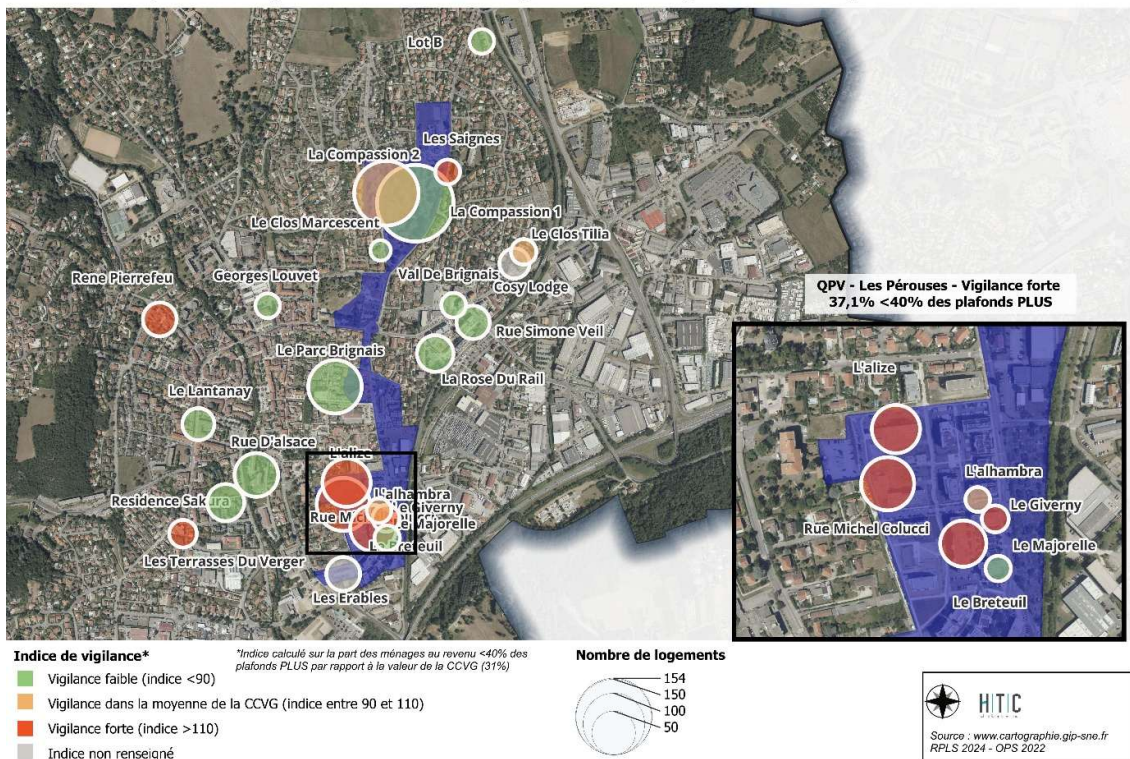 Lot B
Les Saignes
La Compassion 2
La Compassion 1
Le Clos Marcescent
Le Clos Tilia
Rene Pierrefeu
Georges Louvet
Val De Brignais
Cosy Lodge
Rue Simone Veil
Le Parc Brignais
La Rose Du Rail
Le Lantanay
Rue D'alsace
L'alize
Residence Sakura
L'alhambra
Le Giverny
Rue Mich
Majorelle
Le Breteuil
Les Terrasses Du Verger
Les Erables
QPV - Les Pérouses - Vigilance forte
37,1% <40% des plafonds PLUS
L'alize
L'alhambra
Le Giverny
Rue Michel Colucci
Le Majorelle
Le Breteuil
Indice de vigilance*
*Indice calculé sur la part des ménages au revenu <40% des
plafonds PLUS par rapport à la valeur de la CCVG (31%)
Vigilance faible (indice <90)
Vigilance dans la moyenne de la CCVG (indice entre 90 et 110)
Vigilance forte (indice >110)
Indice non renseigné
Nombre de logements
154
150
100
50
HTC
Source : www.cartographie.gip-sne.fr
RPLS 2024 - OPS 2022